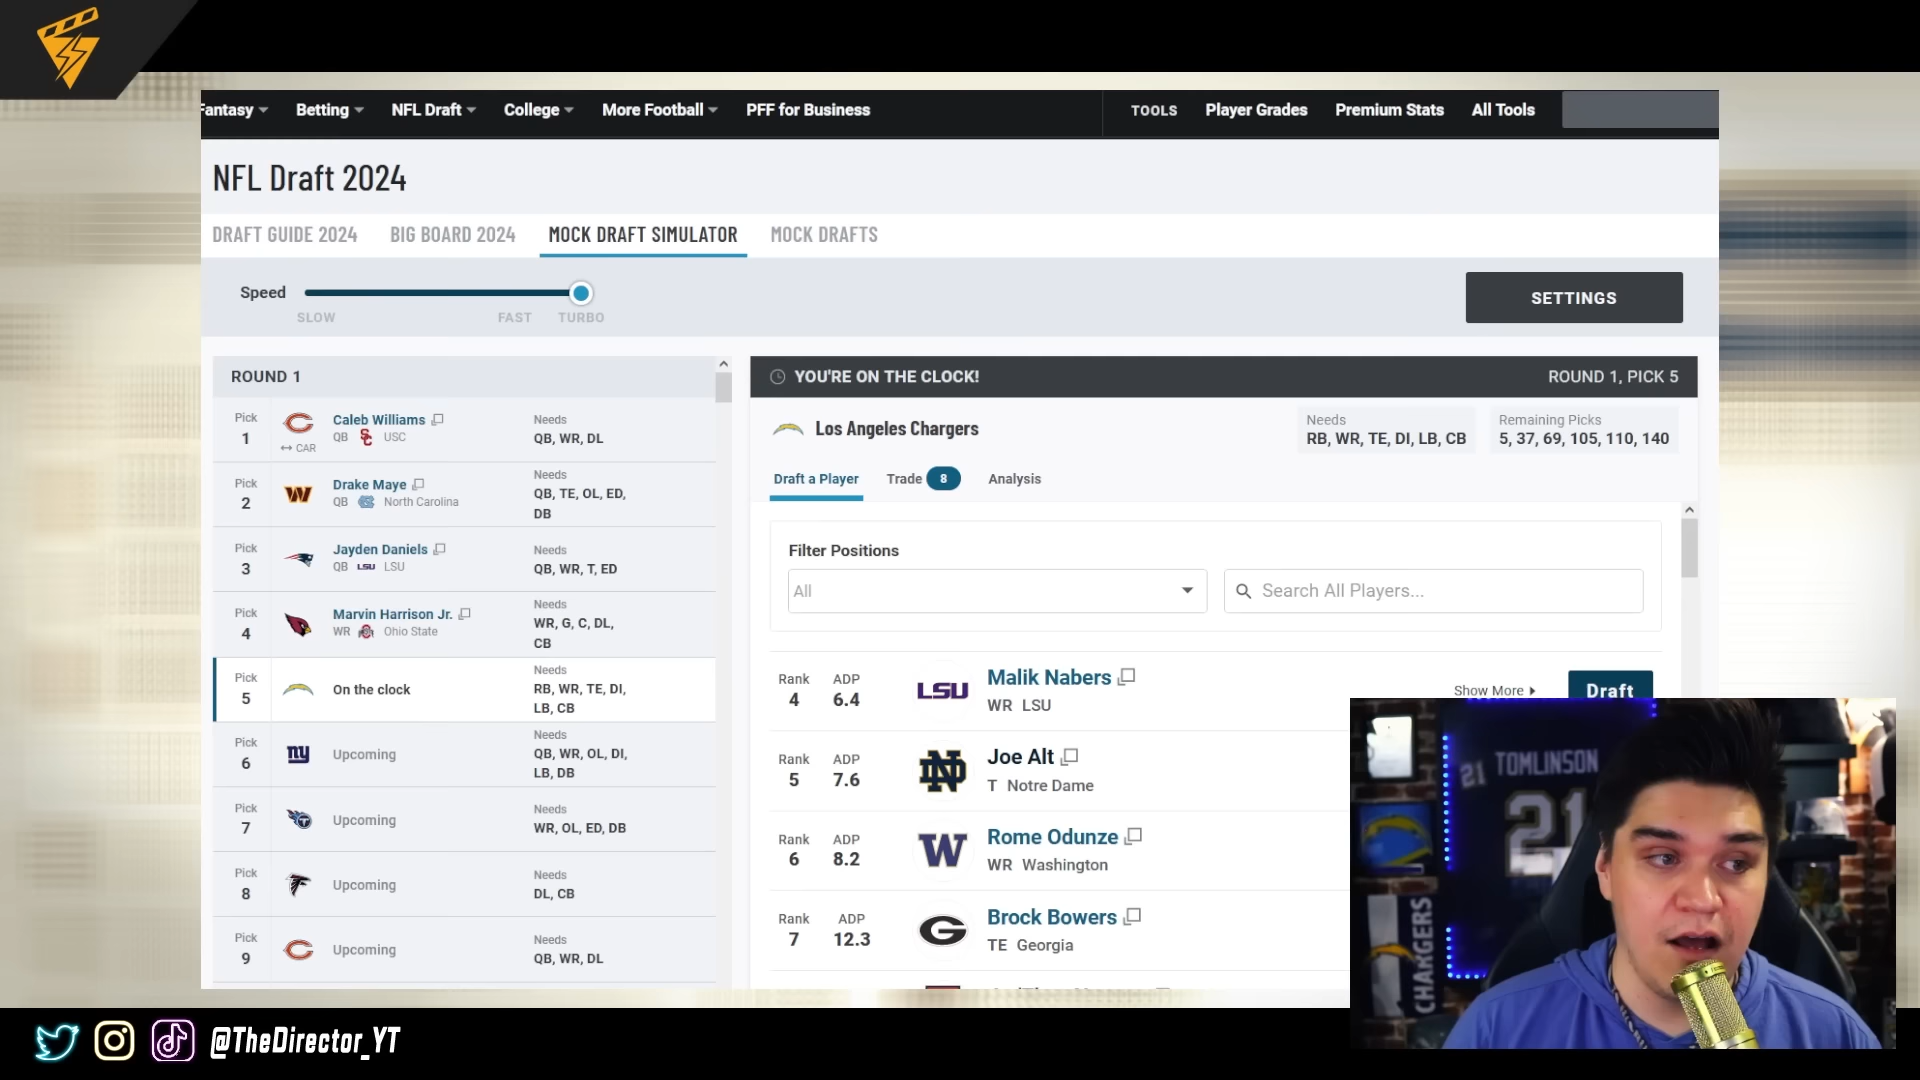 Fantasy Betting NFL Draft College More Football PFF for Business TOOLS Player Grades Premium Stats All Tools
NFL Draft 2024
DRAFT GUIDE 2024 BIG BOARD 2024 MOCK DRAFT SIMULATOR MOCK DRAFTS
Speed
SLOW FAST TURBO
SETTINGS
ROUND 1
Pick 1 CAR Caleb Williams QB SC USC Needs QB, WR, DL
Pick 2 W Drake Maye QB North Carolina Needs QB, TE, OL, ED, DB
Pick 3 Jayden Daniels QB LSU LSU Needs QB, WR, T, ED
Pick 4 Marvin Harrison Jr. WR Ohio State Needs WR, G, C, DL, CB
Pick 5 On the clock Needs RB, WR, TE, DI, LB, CB
Pick 6 ny Upcoming Needs QB, WR, OL, DI, LB, DB
Pick 7 Upcoming Needs WR, OL, ED, DB
Pick 8 Upcoming Needs DL, CB
Pick 9 Upcoming Needs QB, WR, DL
YOU'RE ON THE CLOCK! ROUND 1, PICK 5
Los Angeles Chargers
Needs
RB, WR, TE, DI, LB, CB
Remaining Picks
5, 37, 69, 105, 110, 140
Draft a Player Trade 8 Analysis
Filter Positions
All Search All Players...
Rank 4 ADP 6.4 LSU Malik Nabers WR LSU Show More Draft
Rank 5 ADP 7.6 ND Joe Alt T Notre Dame
Rank 6 ADP 8.2 W Rome Odunze WR Washington
Rank 7 ADP 12.3 G Brock Bowers TE Georgia
21 TOMLINSON
21
CHARGERS
@TheDirector_YT